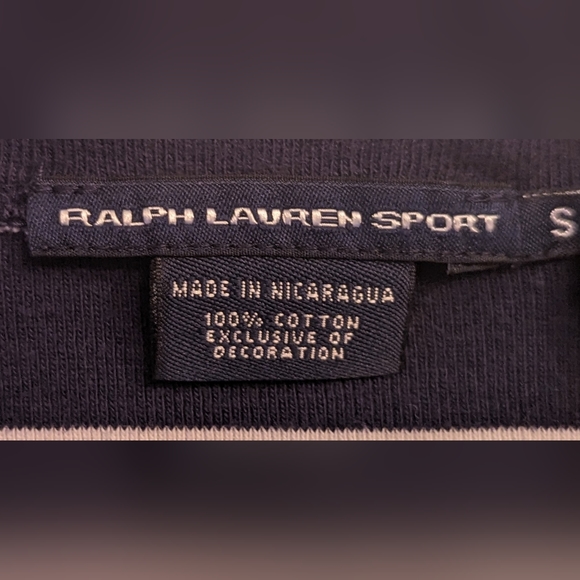 RALPH LAUREN SPORT S
MADE IN NICARAGUA
100% COTTON
EXCLUSIVE OF
DECORATION